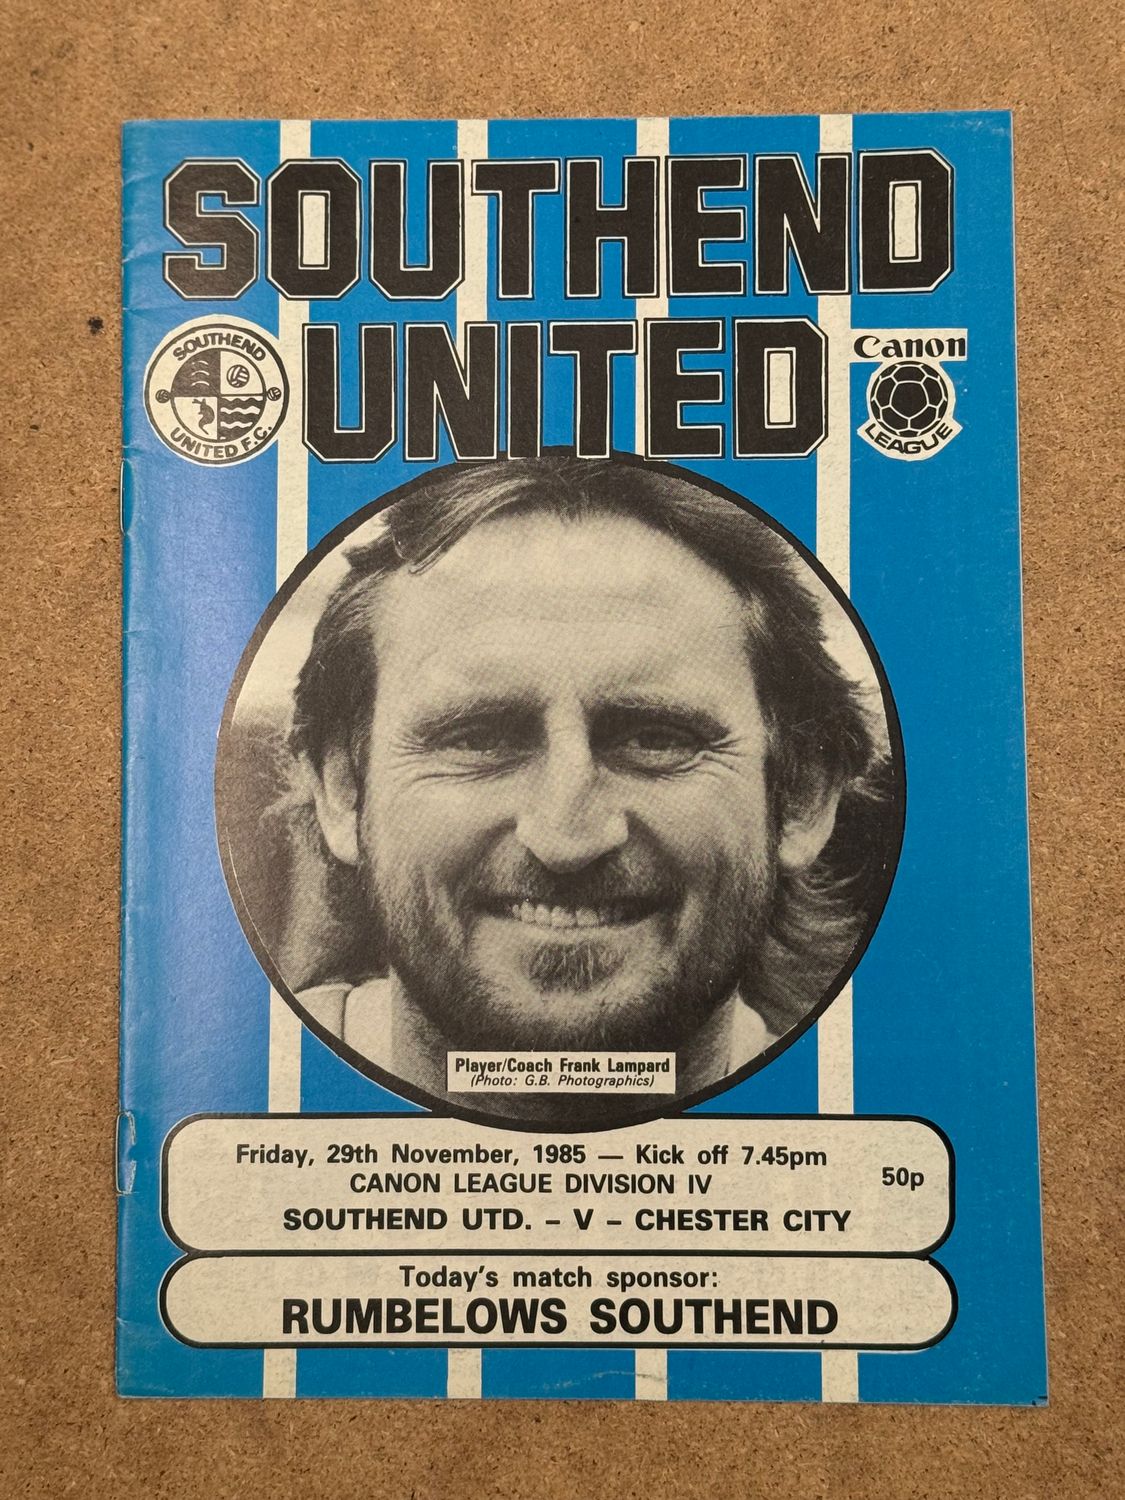 SOUTHEND
UNITED
SOUTHEND
UNITED F.C.
Canon
LEAGUE
Player/Coach Frank Lampard
(Photo: G.B. Photographics)
Friday, 29th November, 1985 — Kick off 7.45pm
CANON LEAGUE DIVISION IV
50p
SOUTHEND UTD. – V – CHESTER CITY
Today's match sponsor:
RUMBELOWS SOUTHEND